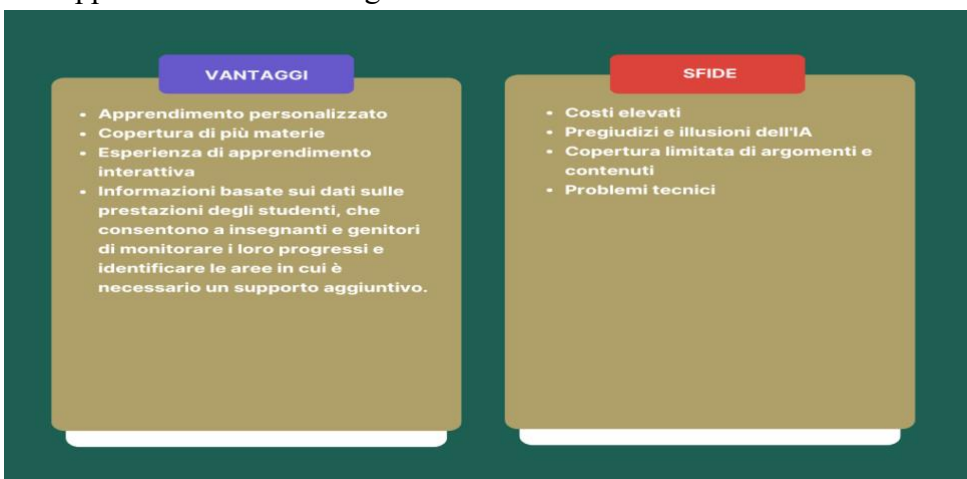 VANTAGGI
• Apprendimento personalizzato
• Copertura di più materie
• Esperienza di apprendimento
interattiva
• Informazioni basate sui dati sulle
prestazioni degli studenti, che
consentono a insegnanti e genitori
di monitorare i loro progressi e
identificare le aree in cui è
necessario un supporto aggiuntivo.
SFIDE
• Costi elevati
• Pregiudizi e illusioni dell'IA
• Copertura limitata di argomenti e
contenuti
• Problemi tecnici